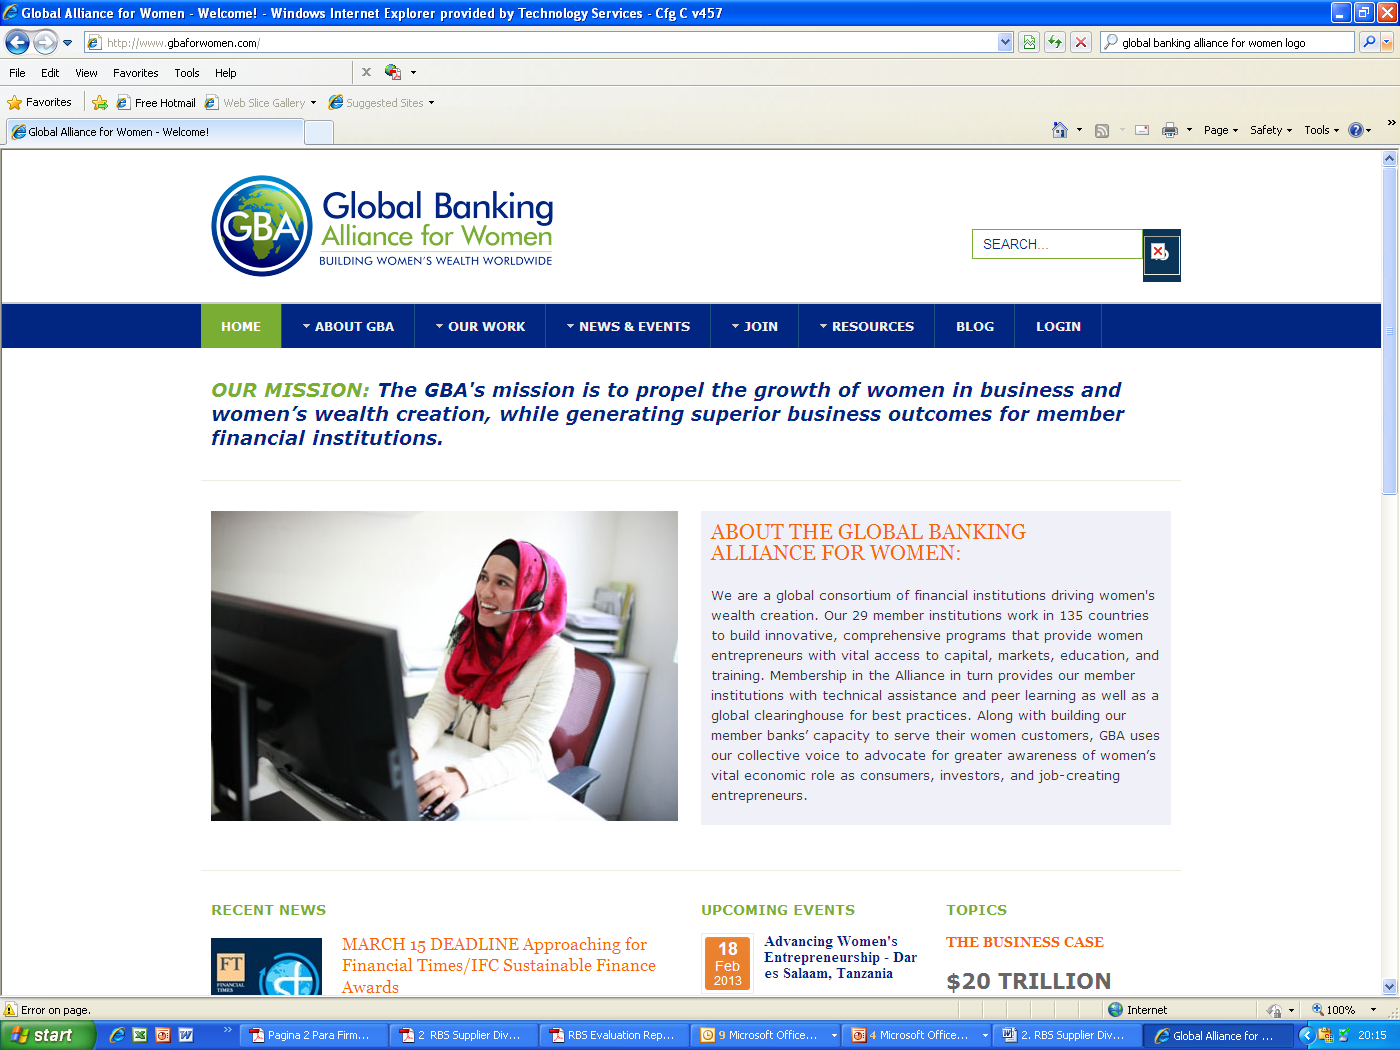 Global Alliance for Women - Welcome! - Windows Internet Explorer provided by Technology Services - Cfg C v457
http://www.gbaforwomen.com/
global banking alliance for women logo
File Edit View Favorites Tools Help
x
Favorites Free Hotmail Web Slice Gallery Suggested Sites
Global Alliance for Women - Welcome!
Page Safety Tools
GBA
Global Banking
Alliance for Women
BUILDING WOMEN'S WEALTH WORLDWIDE
SEARCH...
HOME ABOUT GBA OUR WORK NEWS & EVENTS JOIN RESOURCES BLOG LOGIN
OUR MISSION: The GBA's mission is to propel the growth of women in business and
women’s wealth creation, while generating superior business outcomes for member
financial institutions.
ABOUT THE GLOBAL BANKING
ALLIANCE FOR WOMEN:
We are a global consortium of financial institutions driving women's
wealth creation. Our 29 member institutions work in 135 countries
to build innovative, comprehensive programs that provide women
entrepreneurs with vital access to capital, markets, education, and
training. Membership in the Alliance in turn provides our member
institutions with technical assistance and peer learning as well as a
global clearinghouse for best practices. Along with building our
member banks’ capacity to serve their women customers, GBA uses
our collective voice to advocate for greater awareness of women’s
vital economic role as consumers, investors, and job-creating
entrepreneurs.
RECENT NEWS
FT
FINANCIAL
TIMES
MARCH 15 DEADLINE Approaching for
Financial Times/IFC Sustainable Finance
Awards
UPCOMING EVENTS
18
Feb
2013
Advancing Women's
Entrepreneurship - Dar
es Salaam, Tanzania
TOPICS
THE BUSINESS CASE
$20 TRILLION
Error on page.
Internet
100%
start
Pagina 2 Para Firm...
2 RBS Supplier Div...
RBS Evaluation Rep...
9 Microsoft Office...
4 Microsoft Office...
2. RBS Supplier Div...
Global Alliance for ...
20:15